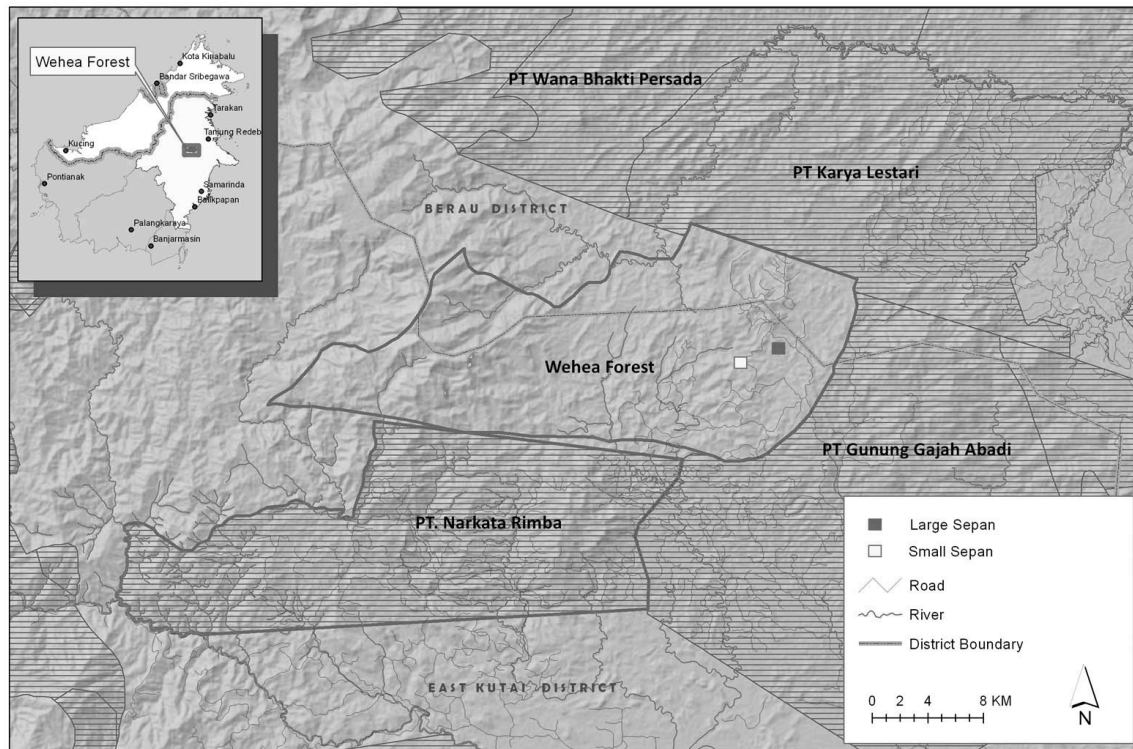 Wehea Forest
Kota Kinabalu
Bandar Sribegawa
Tarakan
Tanjung Redeb
Kucing
Pontianak
Samarinda
Balikpapan
Palangkaraya
Banjarmasin
PT Wana Bhakti Persada
PT Karya Lestari
BERAU DISTRICT
Wehea Forest
PT Gunung Gajah Abadi
PT. Narkata Rimba
EAST KUTAI DISTRICT
Large Sepan
Small Sepan
Road
River
District Boundary
0 2 4 8 KM
N